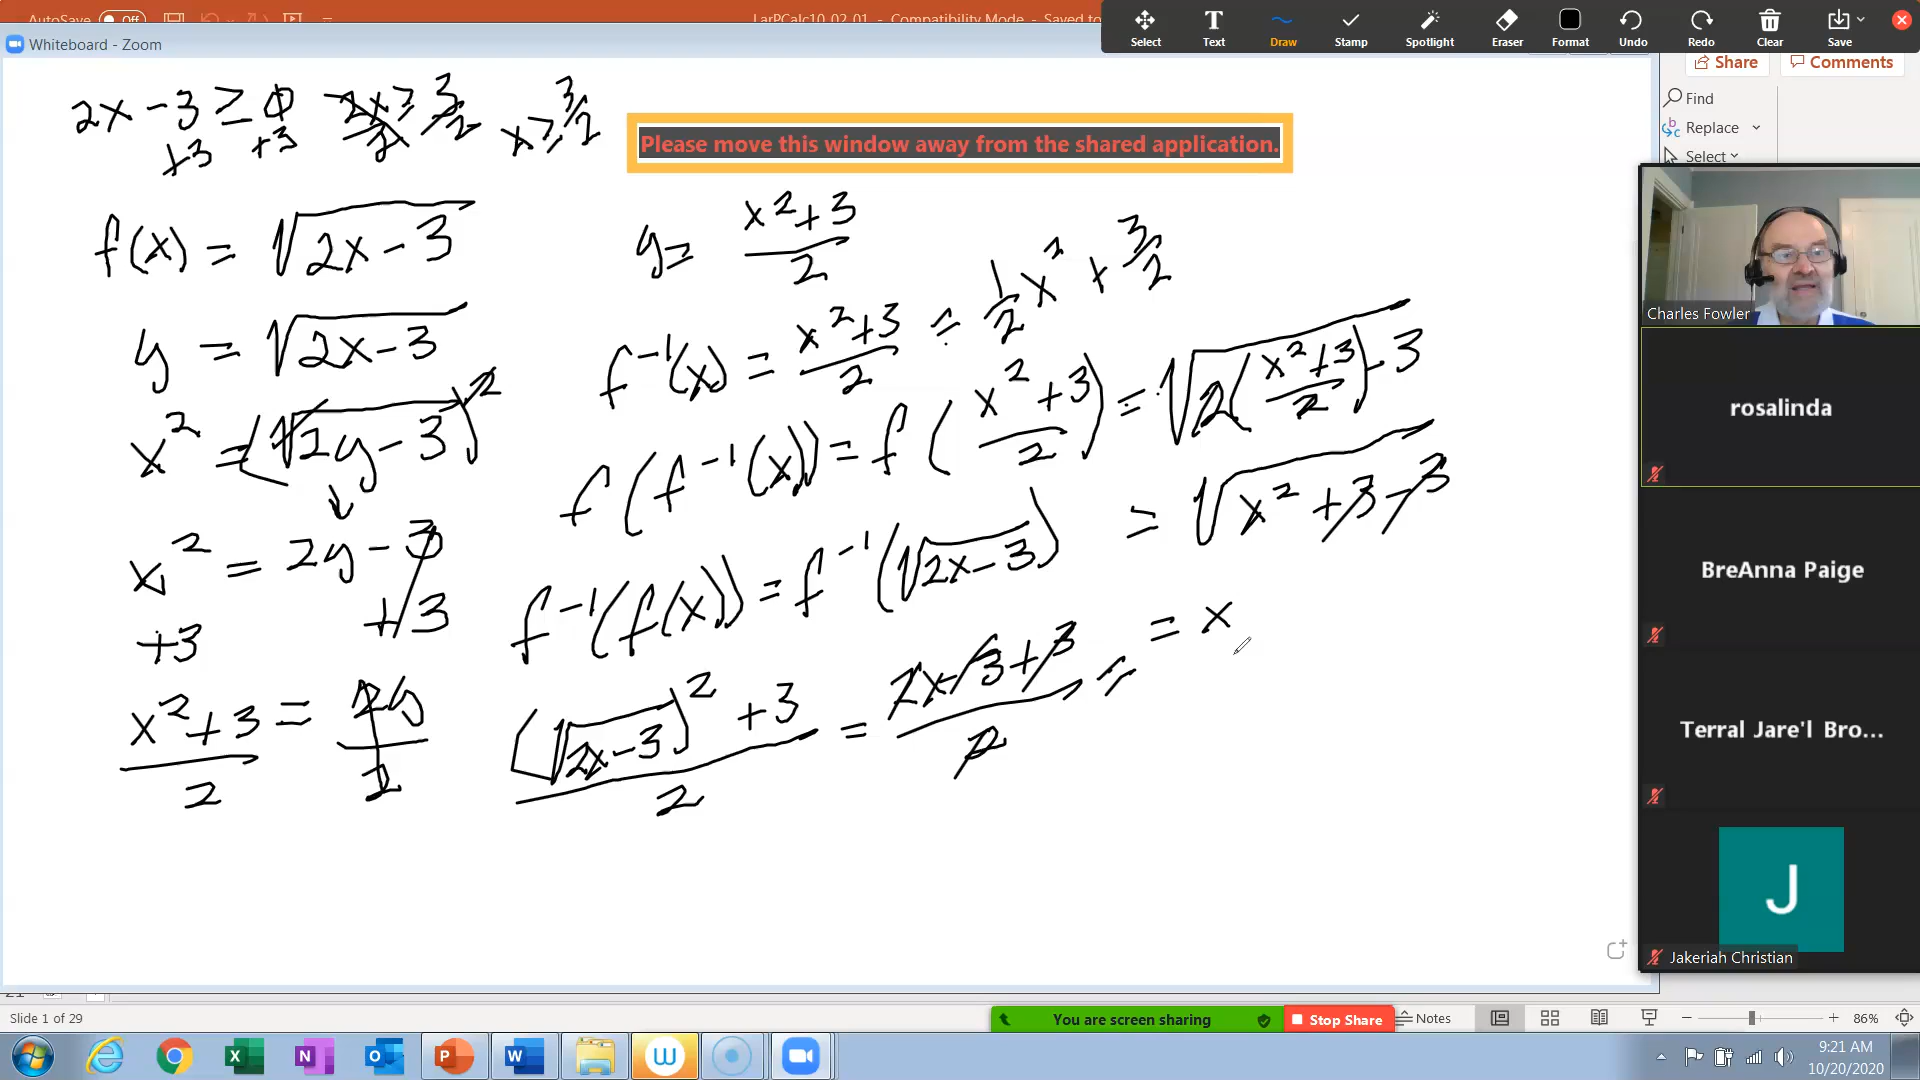 AutoSave Off
LarPCalc10_02_01 - Compatibility Mode - Saved to
Select Text Draw Stamp Spotlight Eraser Format Undo Redo Clear Save
Whiteboard - Zoom
Share Comments
Find
Replace
Select
Please move this window away from the shared application.
2x - 3 ≥ 0 2x ≥ 3/2 x ≥ 3/2
+3 +3 2
f(x) = √(2x - 3)
y = √(2x - 3)
x² = (√(2y - 3))²
x² = 2y - 3
+3 +3
(x² + 3)/2 = 2y/2
y = (x² + 3)/2
f⁻¹(x) = (x² + 3)/2 = 1/2 x² + 3/2
f(f⁻¹(x)) = f((x² + 3)/2) = √(2((x² + 3)/2) - 3)
= √(x² + 3 - 3)
f⁻¹(f(x)) = f⁻¹(√(2x - 3))
((√(2x - 3))² + 3)/2 = (2x - 3 + 3)/2 = = x
Charles Fowler
rosalinda
BreAnna Paige
Terral Jare'l Bro...
J
Jakeriah Christian
Slide 1 of 29
You are screen sharing
Stop Share
Notes
86%
9:21 AM
10/20/2020